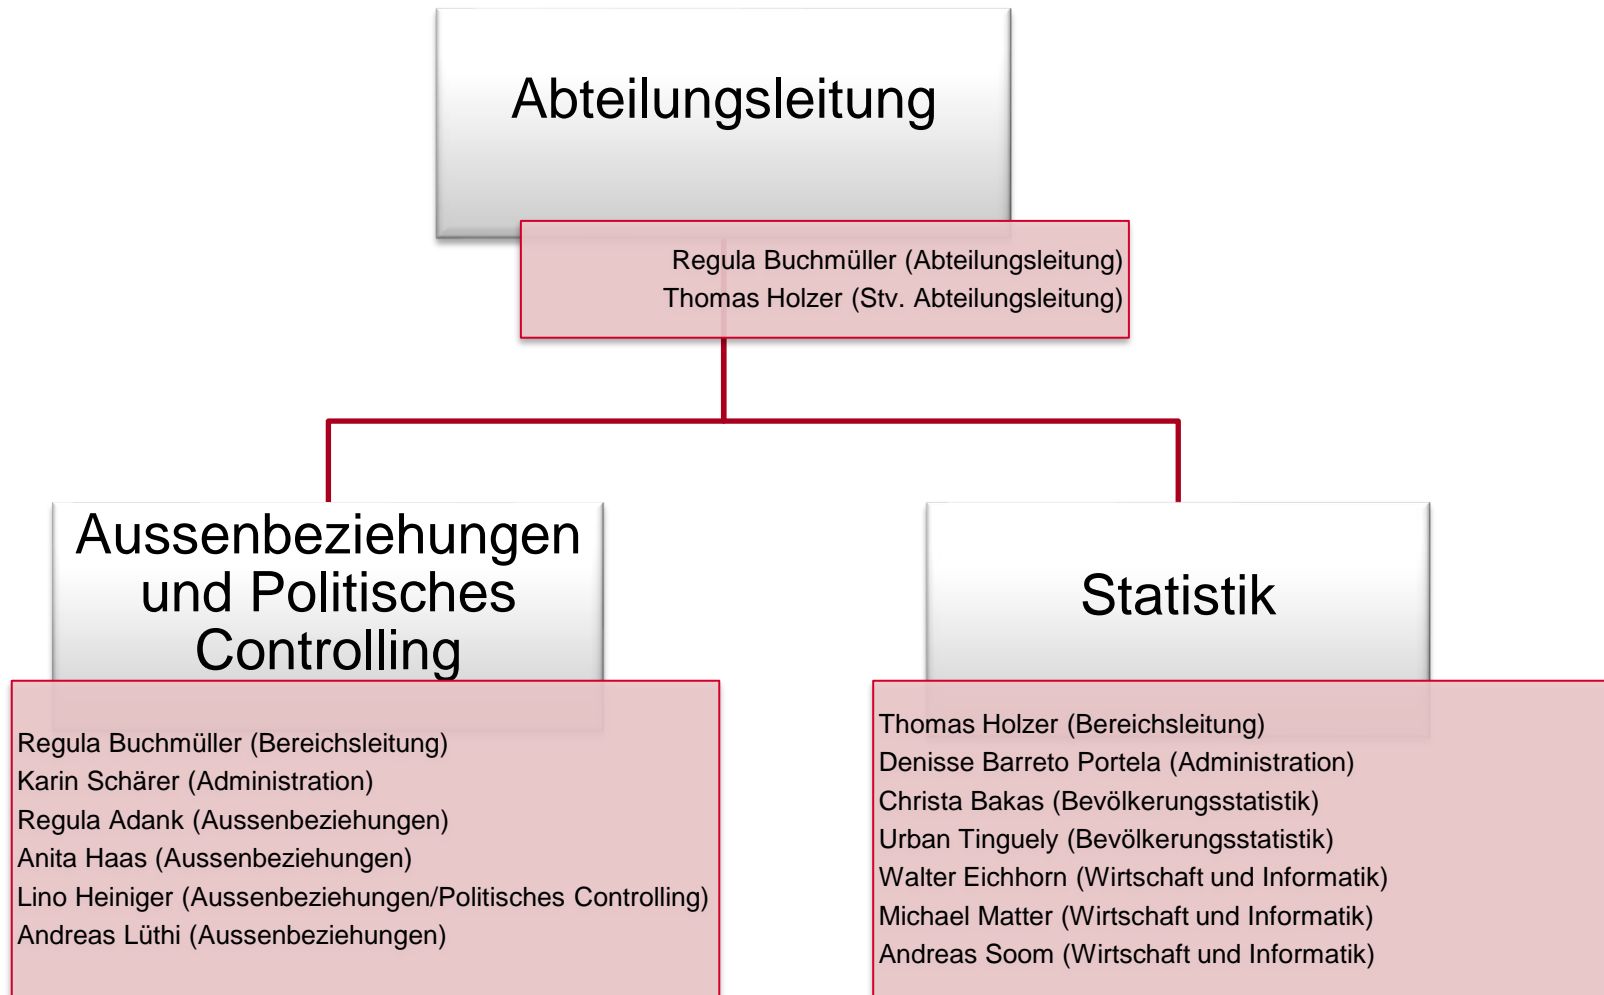 Abteilungsleitung
Regula Buchmüller (Abteilungsleitung)
Thomas Holzer (Stv. Abteilungsleitung)
Aussenbeziehungen
und Politisches
Controlling
Regula Buchmüller (Bereichsleitung)
Karin Schärer (Administration)
Regula Adank (Aussenbeziehungen)
Anita Haas (Aussenbeziehungen)
Lino Heiniger (Aussenbeziehungen/Politisches Controlling)
Andreas Lüthi (Aussenbeziehungen)
Statistik
Thomas Holzer (Bereichsleitung)
Denisse Barreto Portela (Administration)
Christa Bakas (Bevölkerungsstatistik)
Urban Tinguely (Bevölkerungsstatistik)
Walter Eichhorn (Wirtschaft und Informatik)
Michael Matter (Wirtschaft und Informatik)
Andreas Soom (Wirtschaft und Informatik)